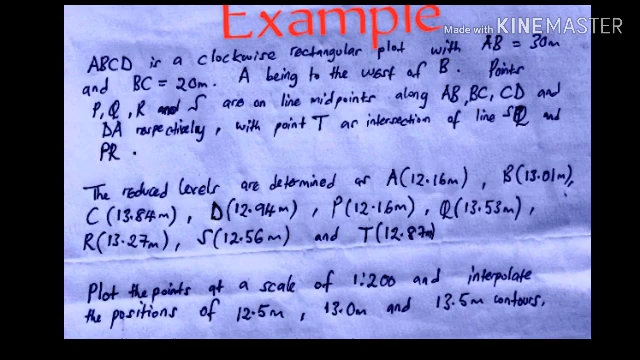 Example
Made with KINEMASTER
ABCD is a clockwise rectangular plot with AB = 30m
and BC = 20m. A being to the west of B. Points
P, Q, R and S are on line midpoints along AB, BC, CD and
DA respectively, with point T as intersection of line SQ and
PR.
The reduced levels are determined as A(12.16m), B(13.01m),
C(13.84m), D(12.94m), P(12.16m), Q(13.53m),
R(13.27m), S(12.56m) and T(12.87m)
Plot the points at a scale of 1:200 and interpolate
the positions of 12.5m, 13.0m and 13.5m contours.